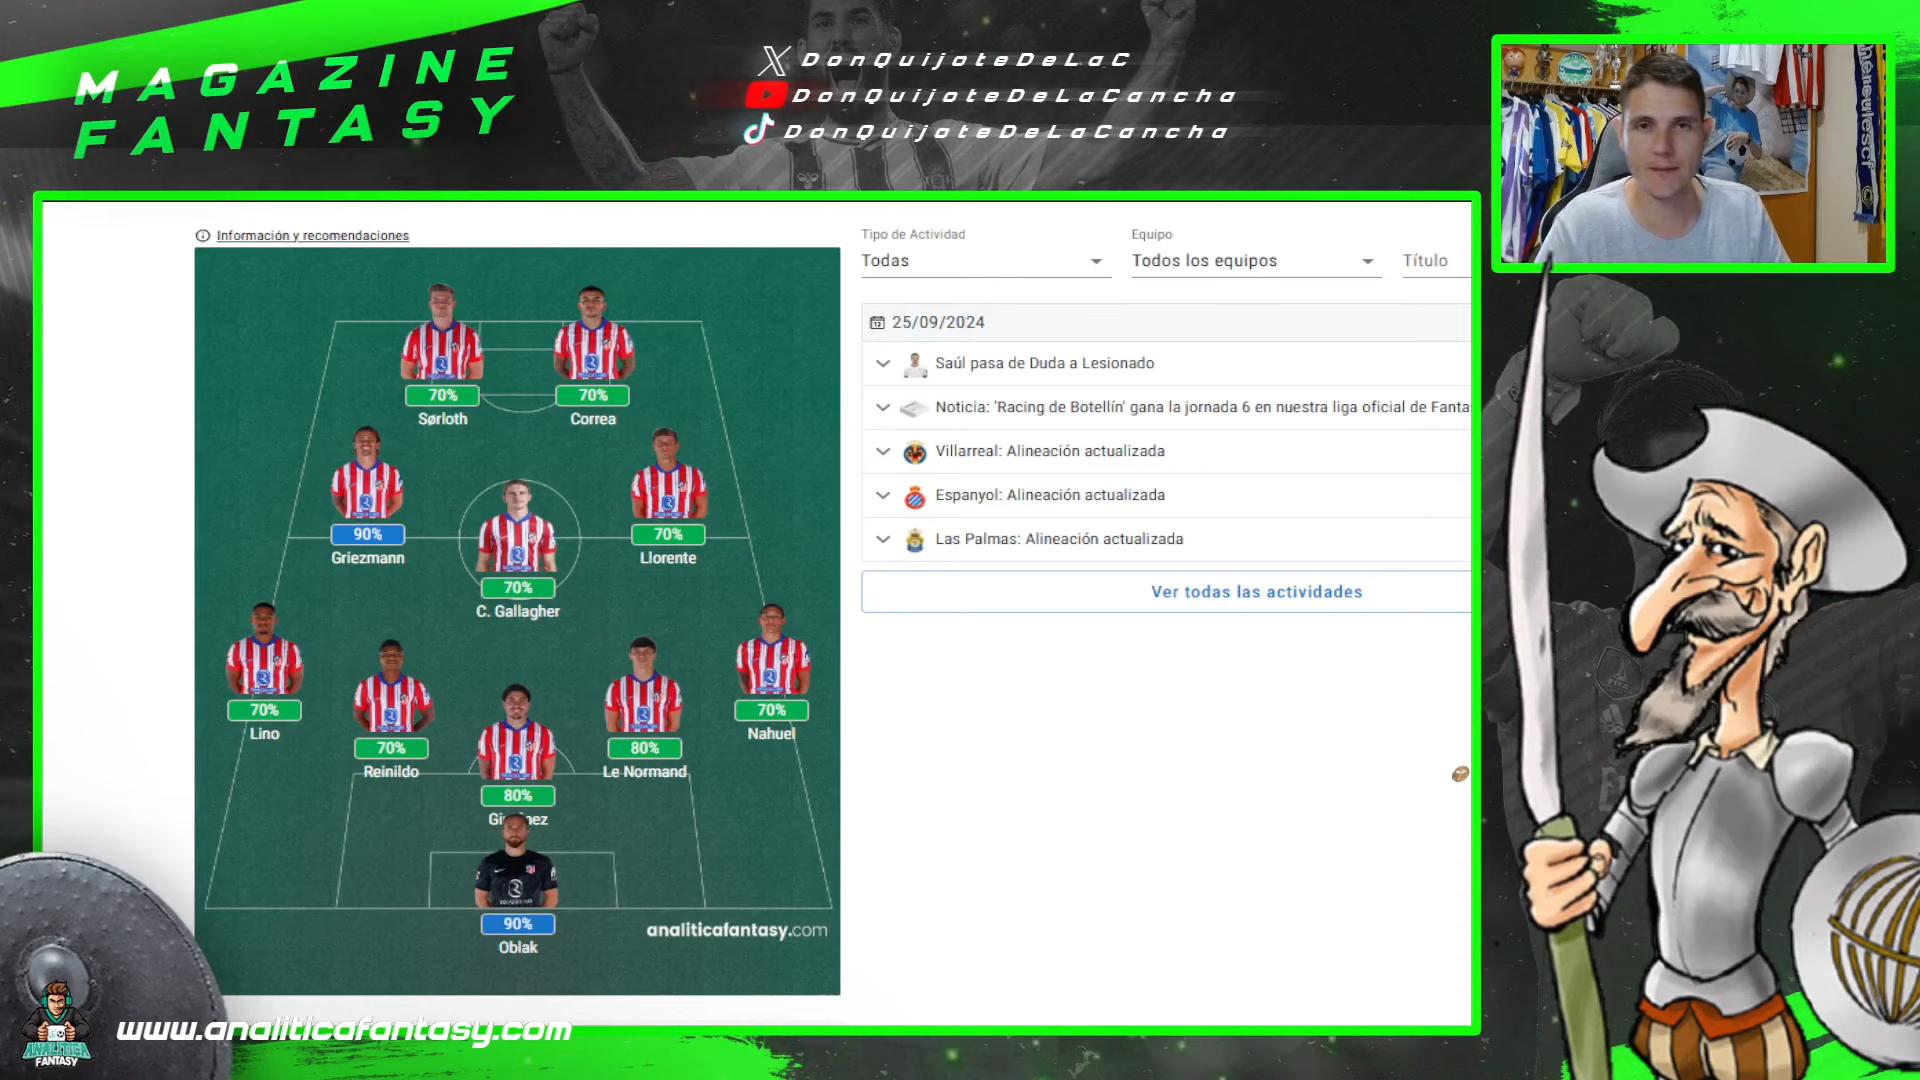 MAGAZINE
FANTASY
DonQuijoteDeLaC
DonQuijoteDeLaCancha
DonQuijoteDeLaCancha
Información y recomendaciones
70%
Sørloth
70%
Correa
90%
Griezmann
70%
C. Gallagher
70%
Llorente
70%
Lino
70%
Reinildo
80%
80%
Le Normand
70%
Nahuel
90%
Oblak
analiticafantasy.com
Tipo de Actividad
Todas
Equipo
Todos los equipos
Título
25/09/2024
Saúl pasa de Duda a Lesionado
Noticia: 'Racing de Botellín' gana la jornada 6 en nuestra liga oficial de Fanta
Villarreal: Alineación actualizada
Espanyol: Alineación actualizada
Las Palmas: Alineación actualizada
Ver todas las actividades
ANALITICA
FANTASY
www.analiticafantasy.com